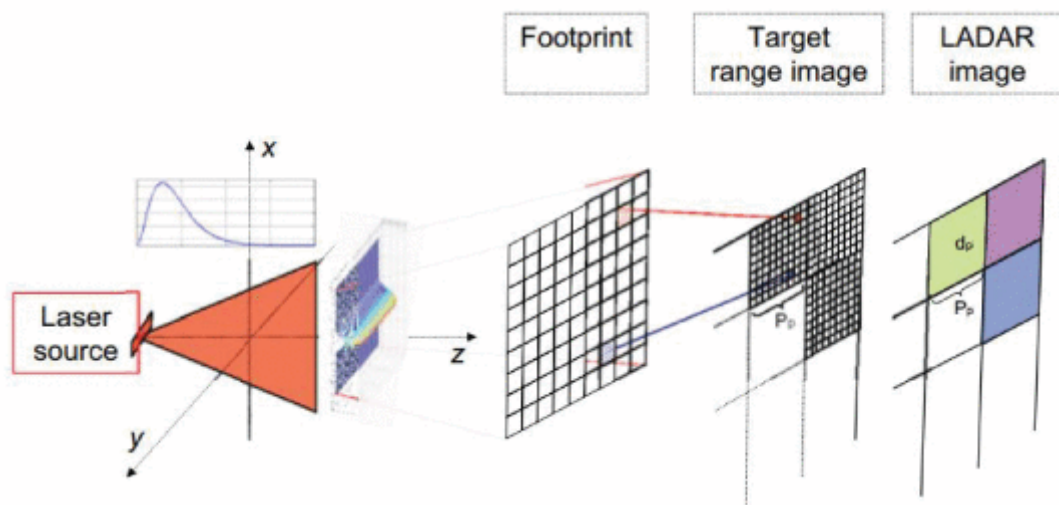 Footprint
Target
range image
LADAR
image
x
Laser
source
z
y
dₚ
Pₚ
Pₚ